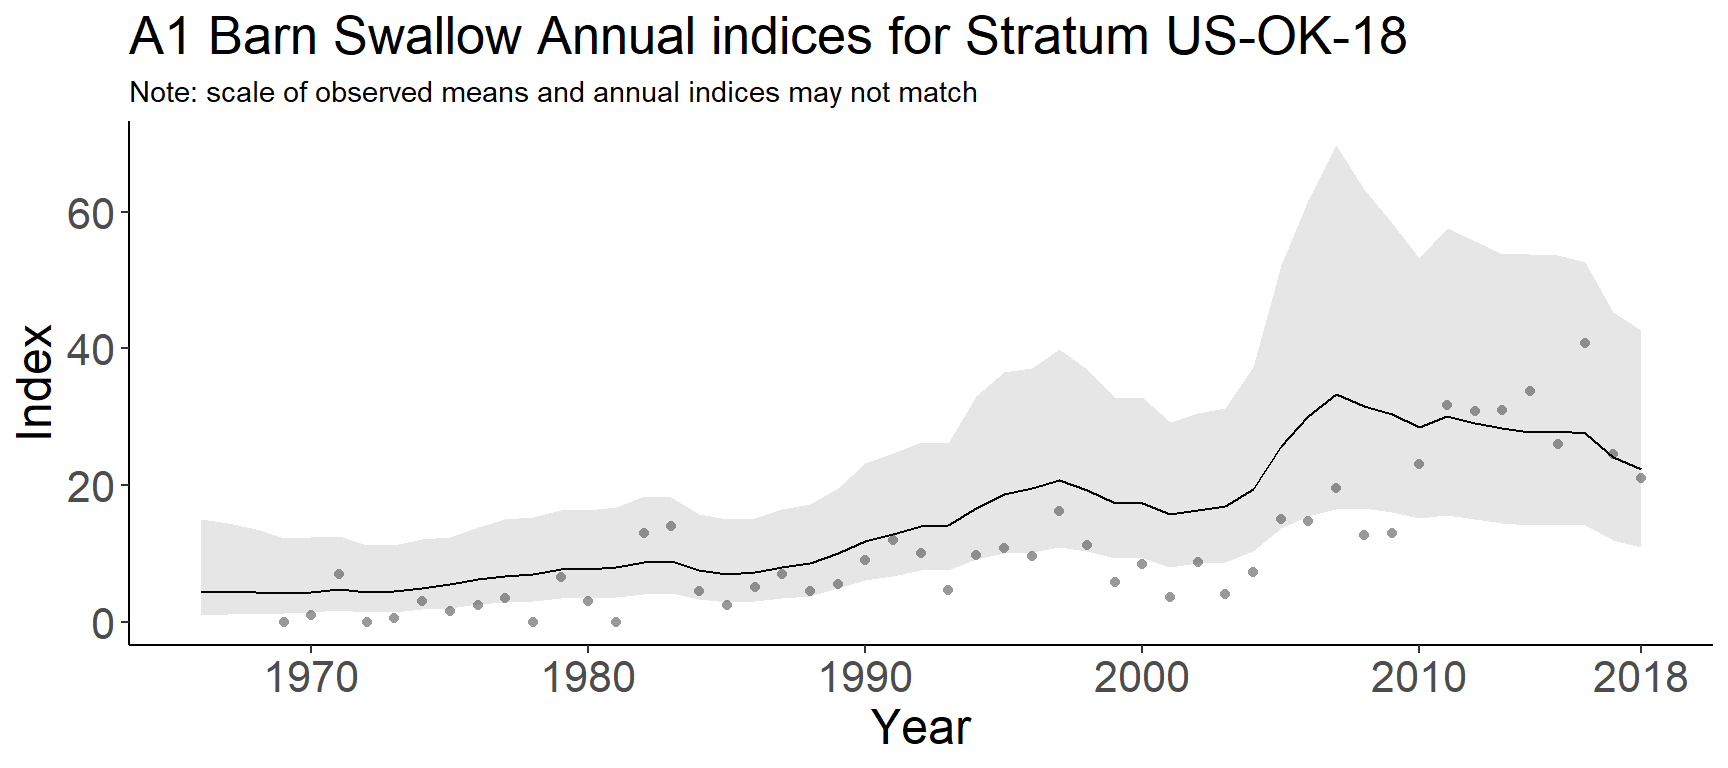 A1 Barn Swallow Annual indices for Stratum US-OK-18
Note: scale of observed means and annual indices may not match
60
40
20
0
Index
1970 1980 1990 2000 2010 2018
Year